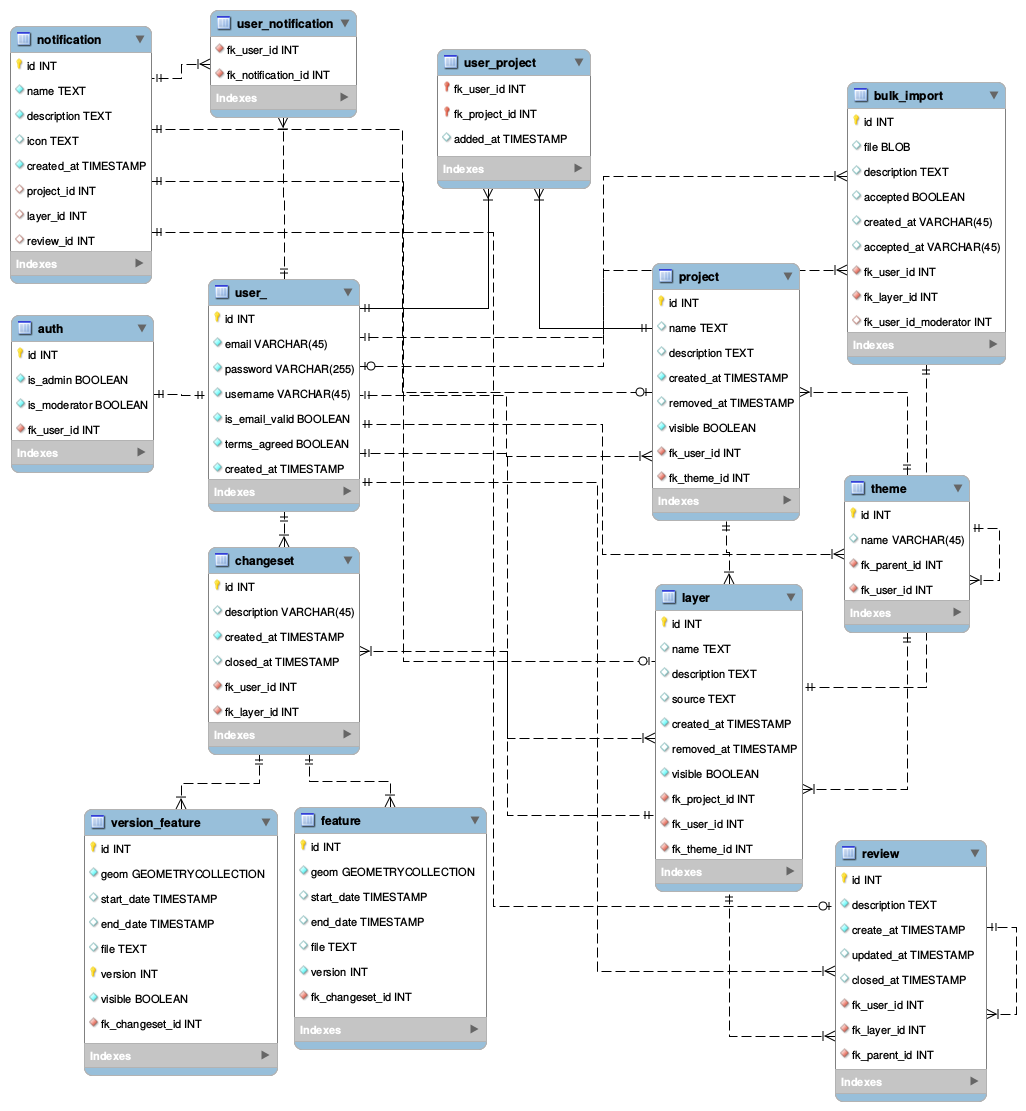 notification
id INT
name TEXT
description TEXT
icon TEXT
created_at TIMESTAMP
project_id INT
layer_id INT
review_id INT
Indexes
user_notification
fk_user_id INT
fk_notification_id INT
Indexes
user_project
fk_user_id INT
fk_project_id INT
added_at TIMESTAMP
Indexes
bulk_import
id INT
file BLOB
description TEXT
accepted BOOLEAN
created_at VARCHAR(45)
accepted_at VARCHAR(45)
fk_user_id INT
fk_layer_id INT
fk_user_id_moderator INT
Indexes
auth
id INT
is_admin BOOLEAN
is_moderator BOOLEAN
fk_user_id INT
Indexes
user_
id INT
email VARCHAR(45)
password VARCHAR(255)
username VARCHAR(45)
is_email_valid BOOLEAN
terms_agreed BOOLEAN
created_at TIMESTAMP
Indexes
project
id INT
name TEXT
description TEXT
created_at TIMESTAMP
removed_at TIMESTAMP
visible BOOLEAN
fk_user_id INT
fk_theme_id INT
Indexes
theme
id INT
name VARCHAR(45)
fk_parent_id INT
fk_user_id INT
Indexes
changeset
id INT
description VARCHAR(45)
created_at TIMESTAMP
closed_at TIMESTAMP
fk_user_id INT
fk_layer_id INT
Indexes
layer
id INT
name TEXT
description TEXT
source TEXT
created_at TIMESTAMP
removed_at TIMESTAMP
visible BOOLEAN
fk_project_id INT
fk_user_id INT
fk_theme_id INT
Indexes
version_feature
id INT
geom GEOMETRYCOLLECTION
start_date TIMESTAMP
end_date TIMESTAMP
file TEXT
version INT
visible BOOLEAN
fk_changeset_id INT
Indexes
feature
id INT
geom GEOMETRYCOLLECTION
start_date TIMESTAMP
end_date TIMESTAMP
file TEXT
version INT
fk_changeset_id INT
Indexes
review
id INT
description TEXT
create_at TIMESTAMP
updated_at TIMESTAMP
closed_at TIMESTAMP
fk_user_id INT
fk_layer_id INT
fk_parent_id INT
Indexes